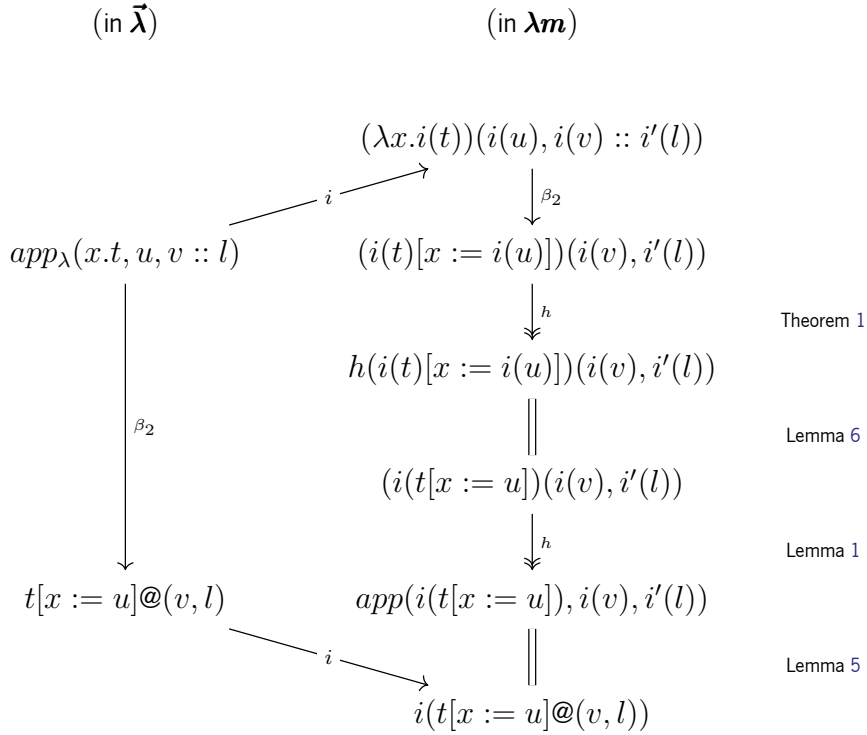 (in λ⃗) (in λm)
(λx.i(t))(i(u), i(v) :: i′(l))
i β₂
app_λ(x.t, u, v :: l) (i(t)[x := i(u)])(i(v), i′(l))
h Theorem 1
h(i(t)[x := i(u)])(i(v), i′(l))
β₂ Lemma 6
(i(t[x := u])(i(v), i′(l))
h Lemma 1
t[x := u]@(v, l) app(i(t[x := u]), i(v), i′(l))
i Lemma 5
i(t[x := u]@(v, l))